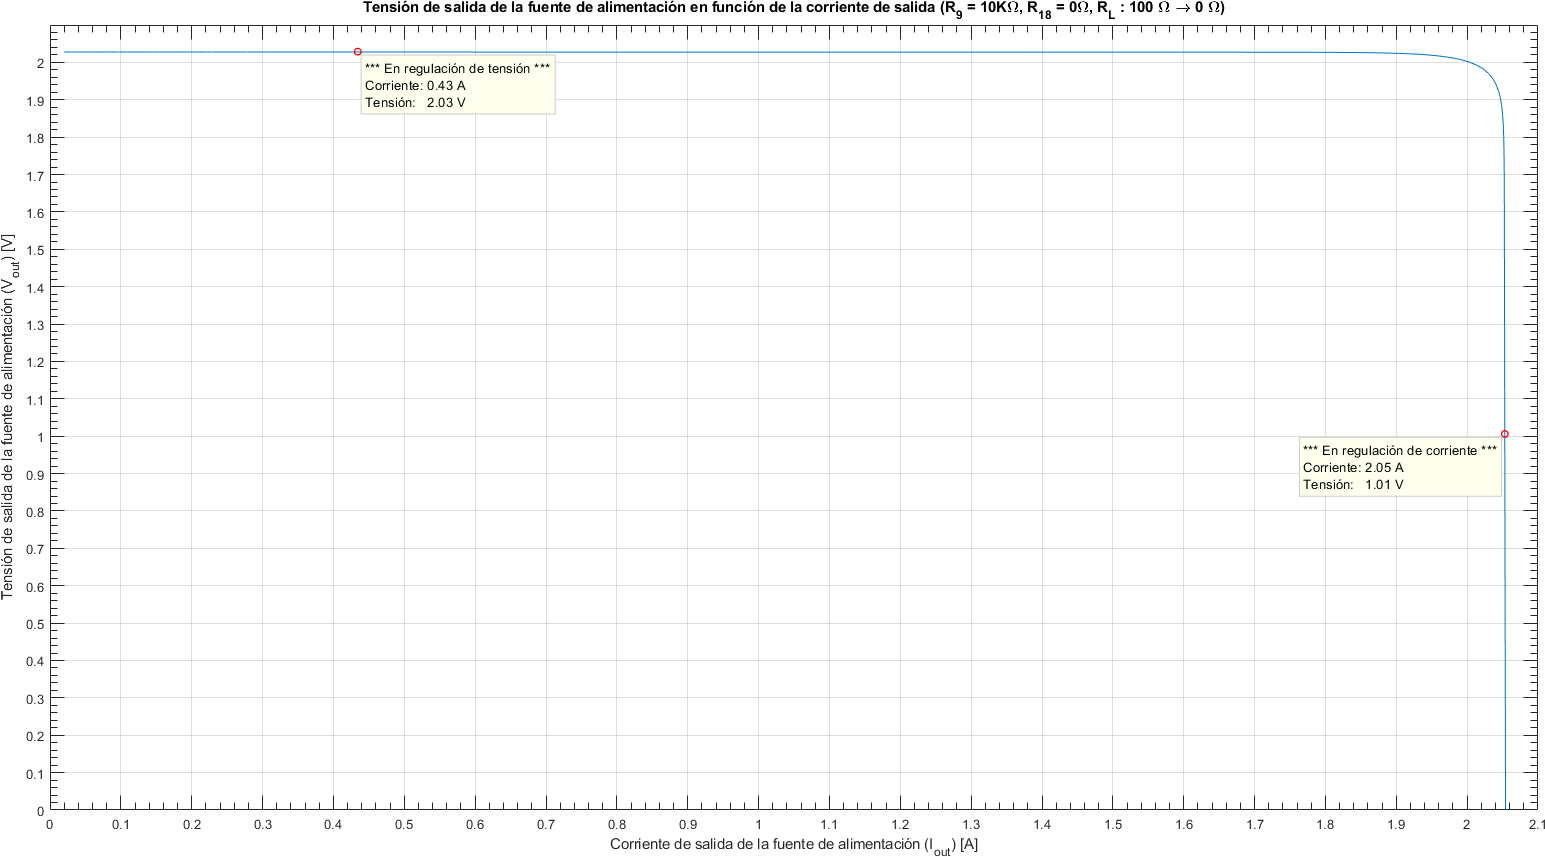 Tensión de salida de la fuente de alimentación en función de la corriente de salida (R9 = 10KΩ, R18 = 0Ω, RL : 100 Ω → 0 Ω)
Tensión de salida de la fuente de alimentación (Vout) [V]
2
1.9
1.8
1.7
1.6
1.5
1.4
1.3
1.2
1.1
1
0.9
0.8
0.7
0.6
0.5
0.4
0.3
0.2
0.1
0
*** En regulación de tensión ***
Corriente: 0.43 A
Tensión: 2.03 V
*** En regulación de corriente ***
Corriente: 2.05 A
Tensión: 1.01 V
0 0.1 0.2 0.3 0.4 0.5 0.6 0.7 0.8 0.9 1 1.1 1.2 1.3 1.4 1.5 1.6 1.7 1.8 1.9 2 2.1
Corriente de salida de la fuente de alimentación (Iout) [A]